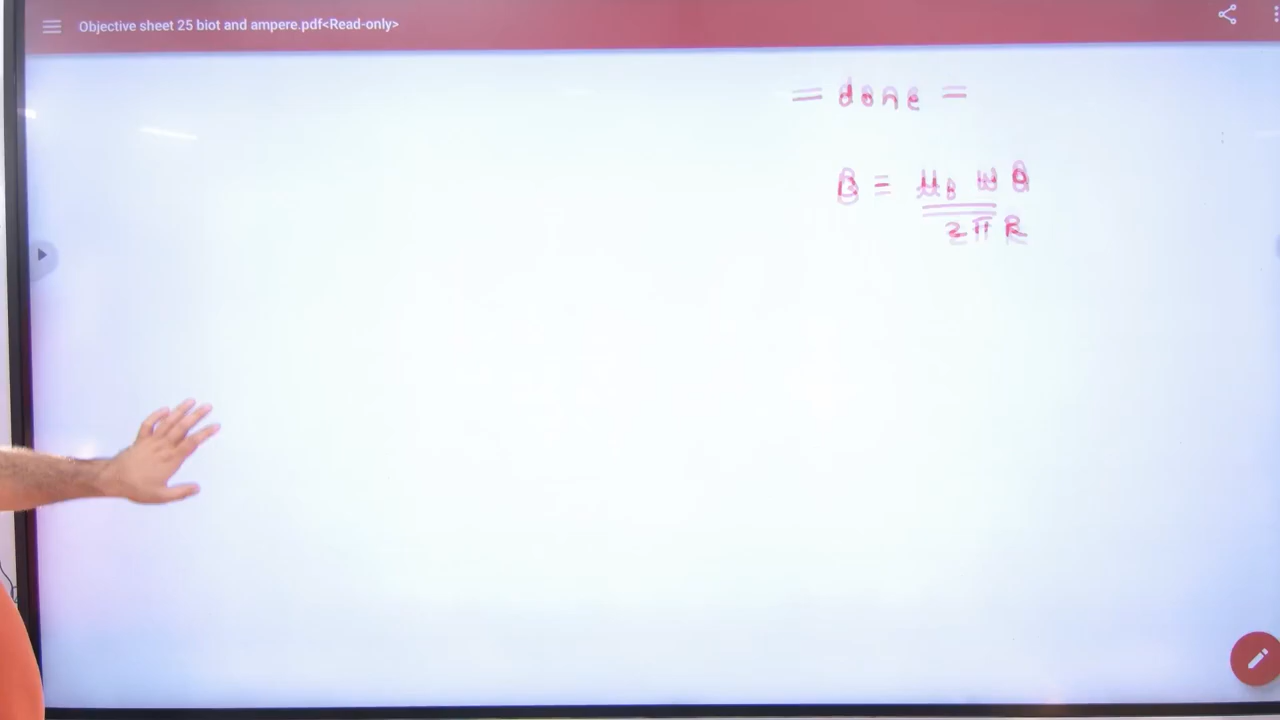 Objective sheet 25 biot and ampere.pdf<Read-only>
= done =
B = μ₀ ω Q
2π R